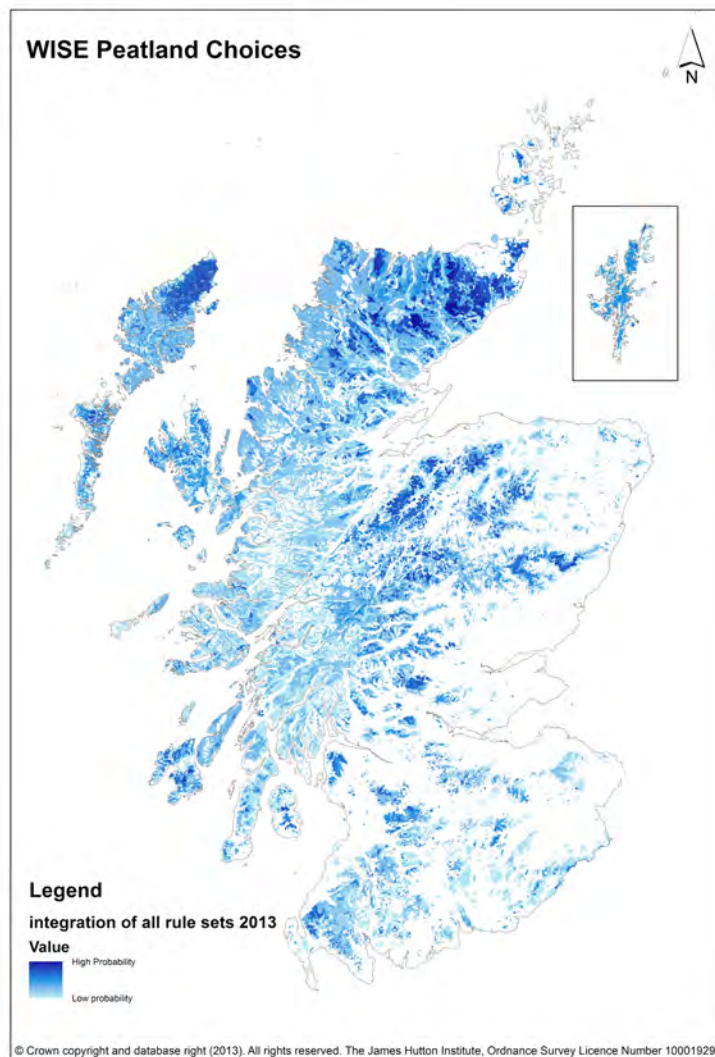 WISE Peatland Choices
N
Legend
integration of all rule sets 2013
Value
High Probability
Low probability
© Crown copyright and database right (2013). All rights reserved. The James Hutton Institute, Ordnance Survey Licence Number 10001929